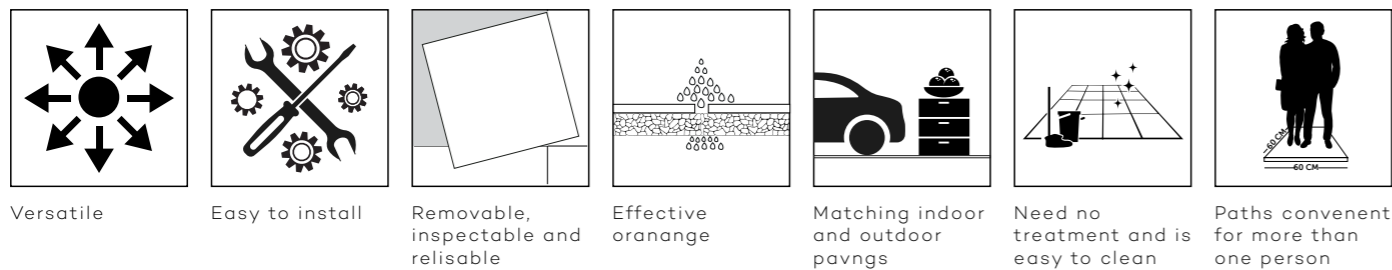 60 CM
60 CM
Versatile
Easy to install
Removable,
inspectable and
relisable
Effective
oranange
Matching indoor
and outdoor
pavngs
Need no
treatment and is
easy to clean
Paths convenent
for more than
one person